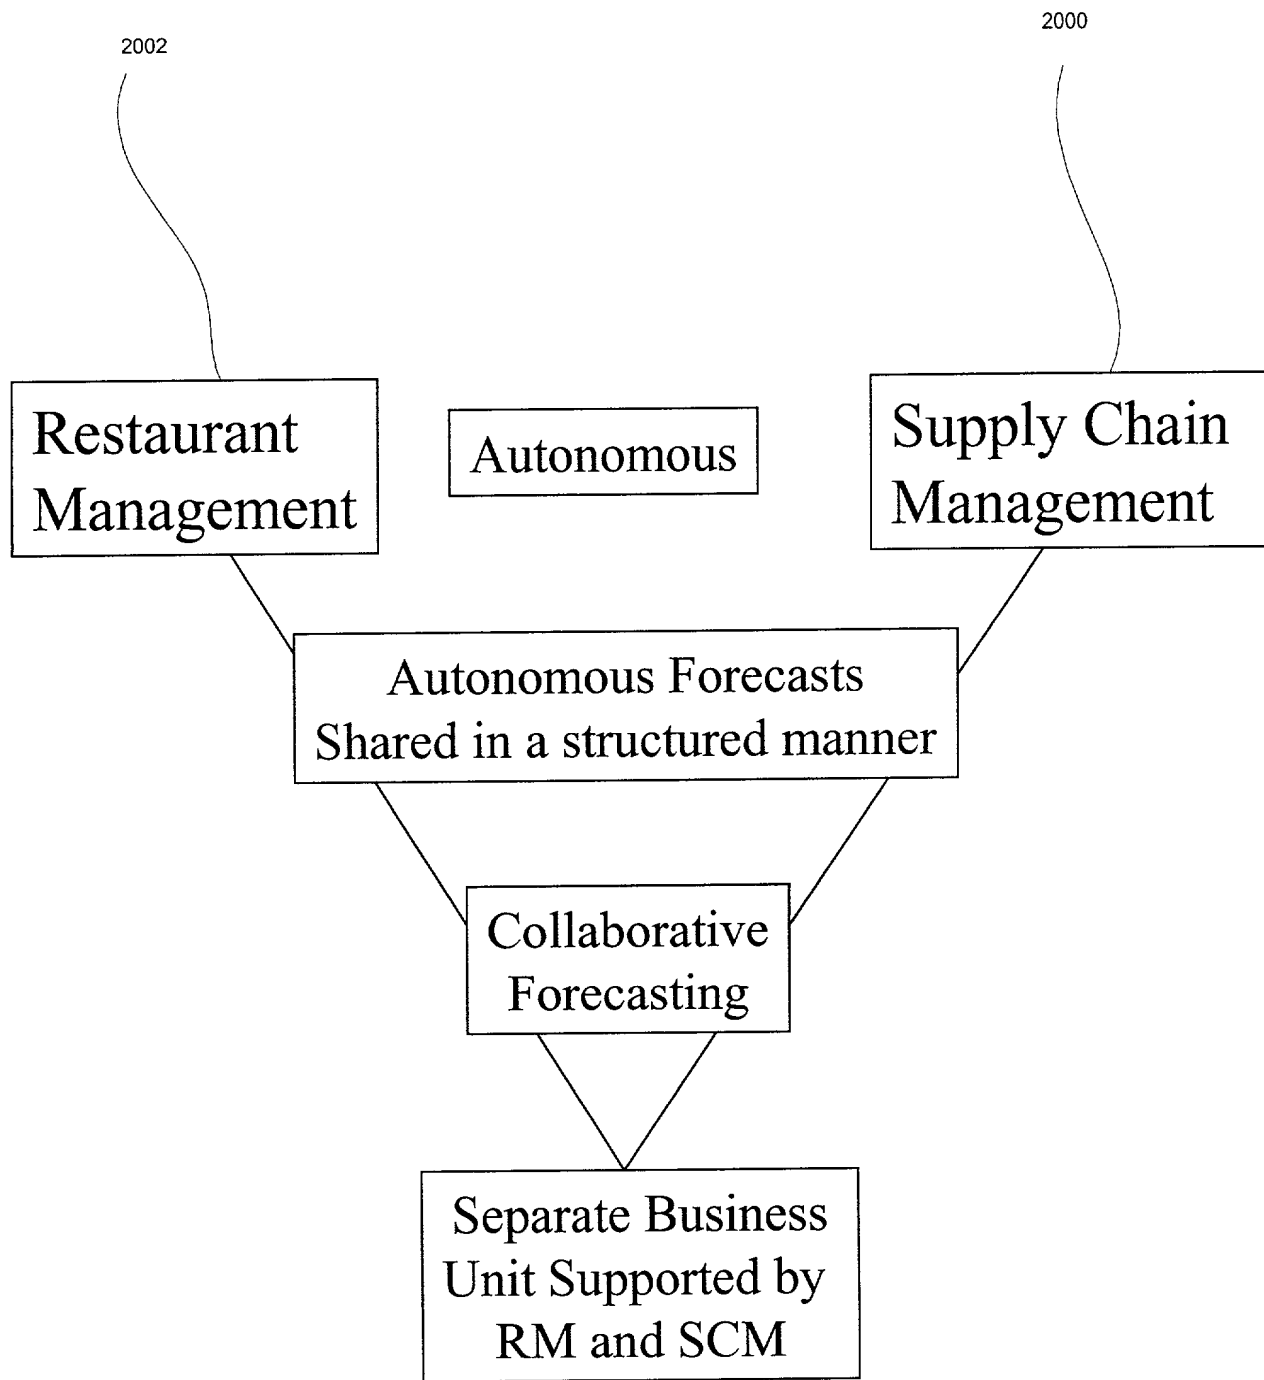 2002
2000
Restaurant
Management
Autonomous
Supply Chain
Management
Autonomous Forecasts
Shared in a structured manner
Collaborative
Forecasting
Separate Business
Unit Supported by
RM and SCM